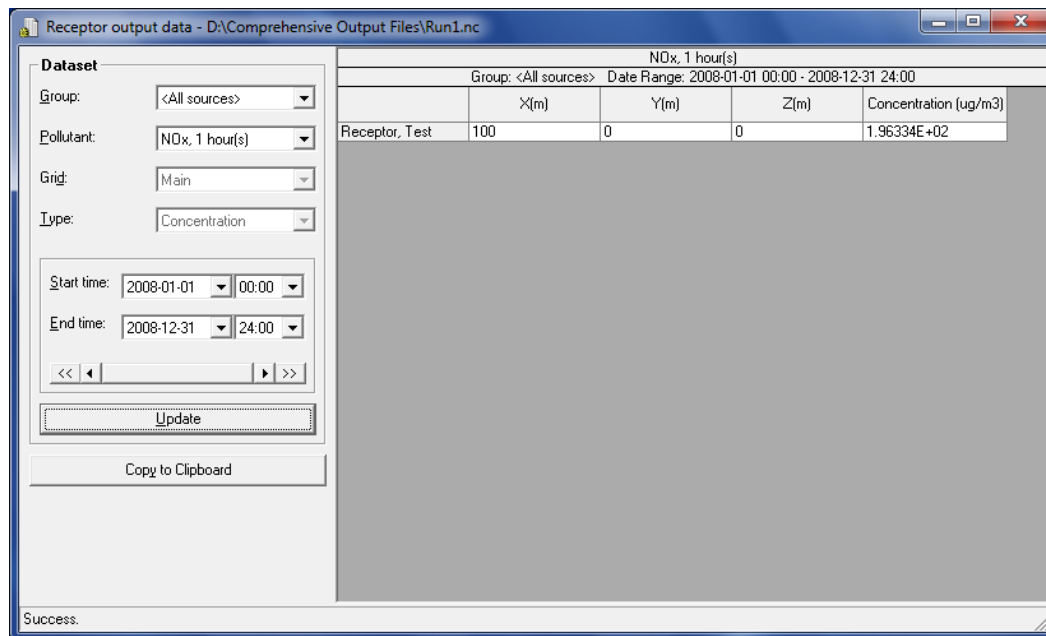 Receptor output data - D:\Comprehensive Output Files\Run1.nc
Dataset
Group: <All sources>
Pollutant: NOx, 1 hour(s)
Grid: Main
Type: Concentration
Start time: 2008-01-01 00:00
End time: 2008-12-31 24:00
<< >>
Update
Copy to Clipboard
NOx, 1 hour(s)
Group: <All sources> Date Range: 2008-01-01 00:00 - 2008-12-31 24:00
X(m) Y(m) Z(m) Concentration (ug/m3)
Receptor, Test 100 0 0 1.96334E+02
Success.